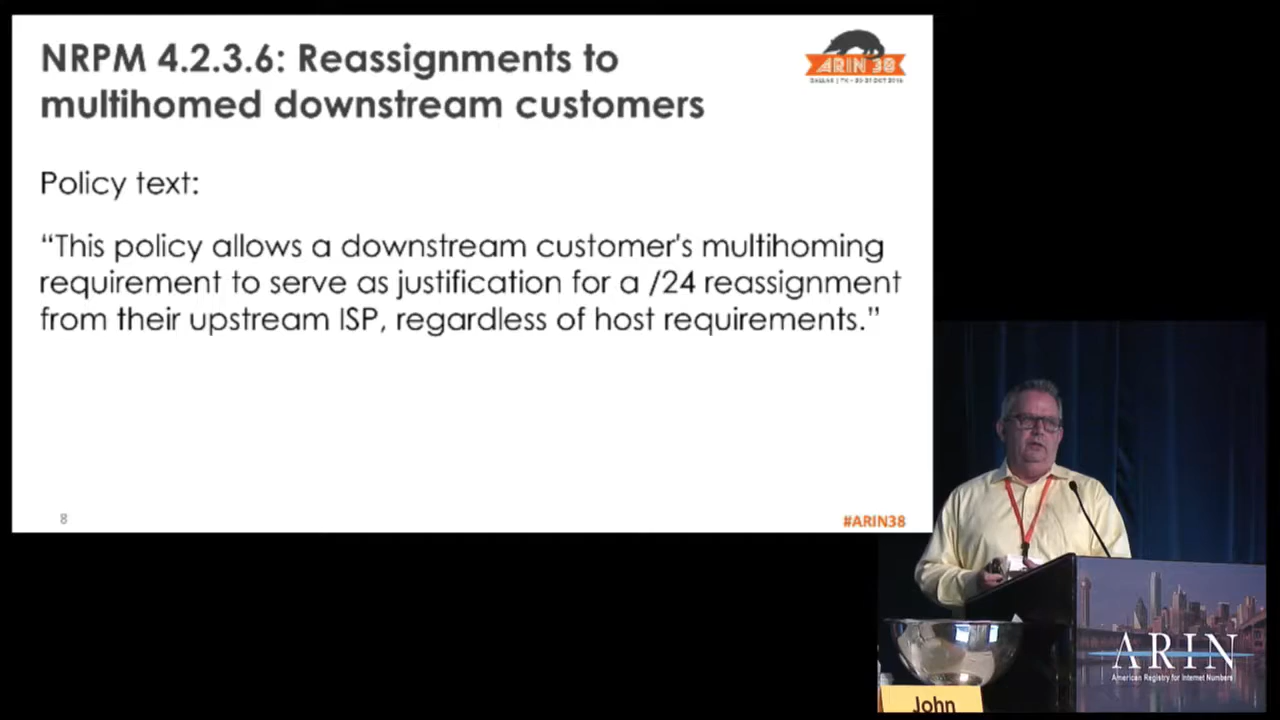 NRPM 4.2.3.6: Reassignments to
multihomed downstream customers
ARIN 38
DALLAS | TX • 20-21 OCT 2016
Policy text:
“This policy allows a downstream customer's multihoming
requirement to serve as justification for a /24 reassignment
from their upstream ISP, regardless of host requirements.”
8
#ARIN38
ARIN
American Registry for Internet Numbers
John